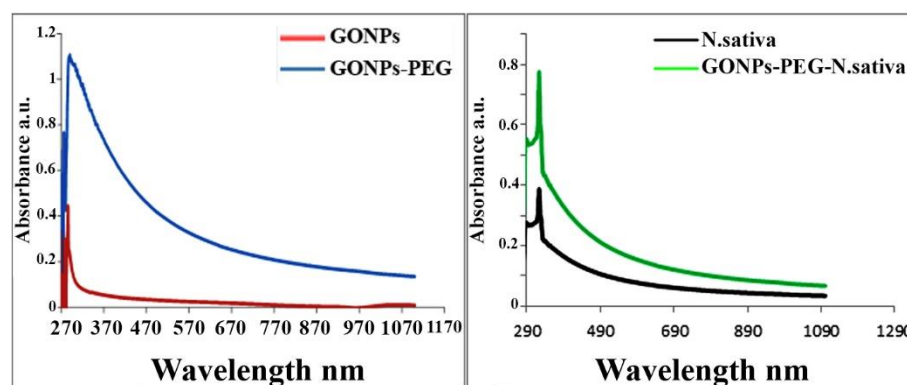 GONPs
GONPs-PEG
Absorbance a.u.
1.2
1
0.8
0.6
0.4
0.2
0
270 370 470 570 670 770 870 970 1070 1170
Wavelength nm
N.sativa
GONPs-PEG-N.sativa
Absorbance a.u.
0.8
0.6
0.4
0.2
0
290 490 690 890 1090 1290
Wavelength nm